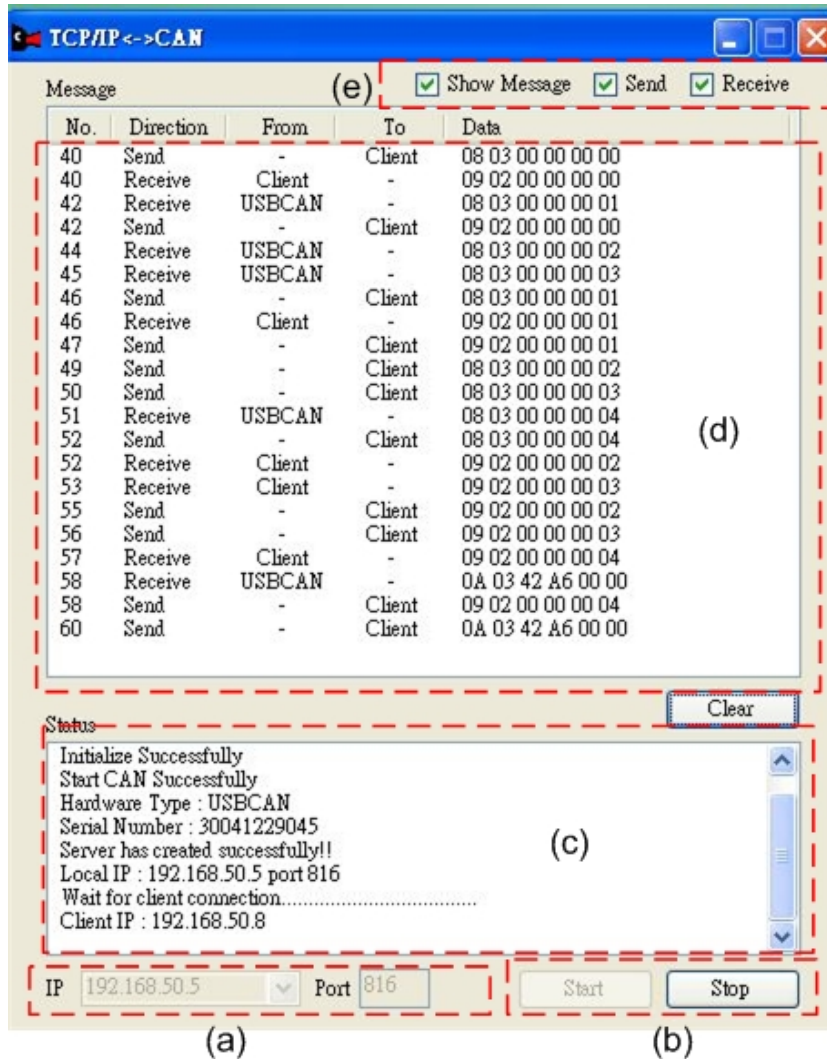 TCP/IP<->CAN
Message (e) Show Message Send Receive
No. Direction From To Data
40 Send - Client 08 03 00 00 00 00
40 Receive Client - 09 02 00 00 00 00
42 Receive USBCAN - 08 03 00 00 00 01
42 Send - Client 09 02 00 00 00 00
44 Receive USBCAN - 08 03 00 00 00 02
45 Receive USBCAN - 08 03 00 00 00 03
46 Send - Client 08 03 00 00 00 01
46 Receive Client - 09 02 00 00 00 01
47 Send - Client 09 02 00 00 00 01
49 Send - Client 08 03 00 00 00 02
50 Send - Client 08 03 00 00 00 03
51 Receive USBCAN - 08 03 00 00 00 04
52 Send - Client 08 03 00 00 00 04
52 Receive Client - 09 02 00 00 00 02
53 Receive Client - 09 02 00 00 00 03
55 Send - Client 09 02 00 00 00 02
56 Send - Client 09 02 00 00 00 03
57 Receive Client - 09 02 00 00 00 04
58 Receive USBCAN - 0A 03 42 A6 00 00
58 Send - Client 09 02 00 00 00 04
60 Send - Client 0A 03 42 A6 00 00
(d)
Clear
Status
Initialize Successfully
Start CAN Successfully
Hardware Type : USBCAN
Serial Number : 30041229045
Server has created successfully!!
Local IP : 192.168.50.5 port 816
Wait for client connection...................................
Client IP : 192.168.50.8
(c)
IP 192.168.50.5 Port 816 Start Stop
(a) (b)